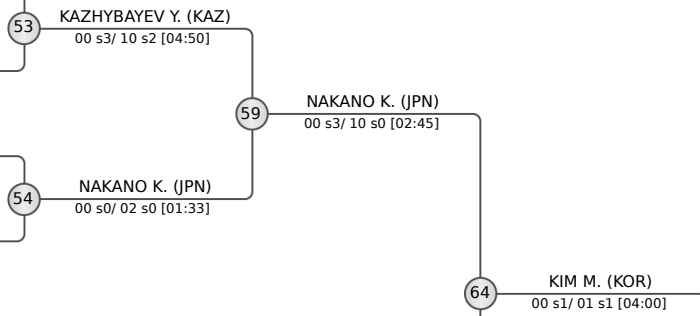 53
KAZHYBAYEV Y. (KAZ)
00 s3/ 10 s2 [04:50]
59
NAKANO K. (JPN)
00 s3/ 10 s0 [02:45]
54
NAKANO K. (JPN)
00 s0/ 02 s0 [01:33]
64
KIM M. (KOR)
00 s1/ 01 s1 [04:00]